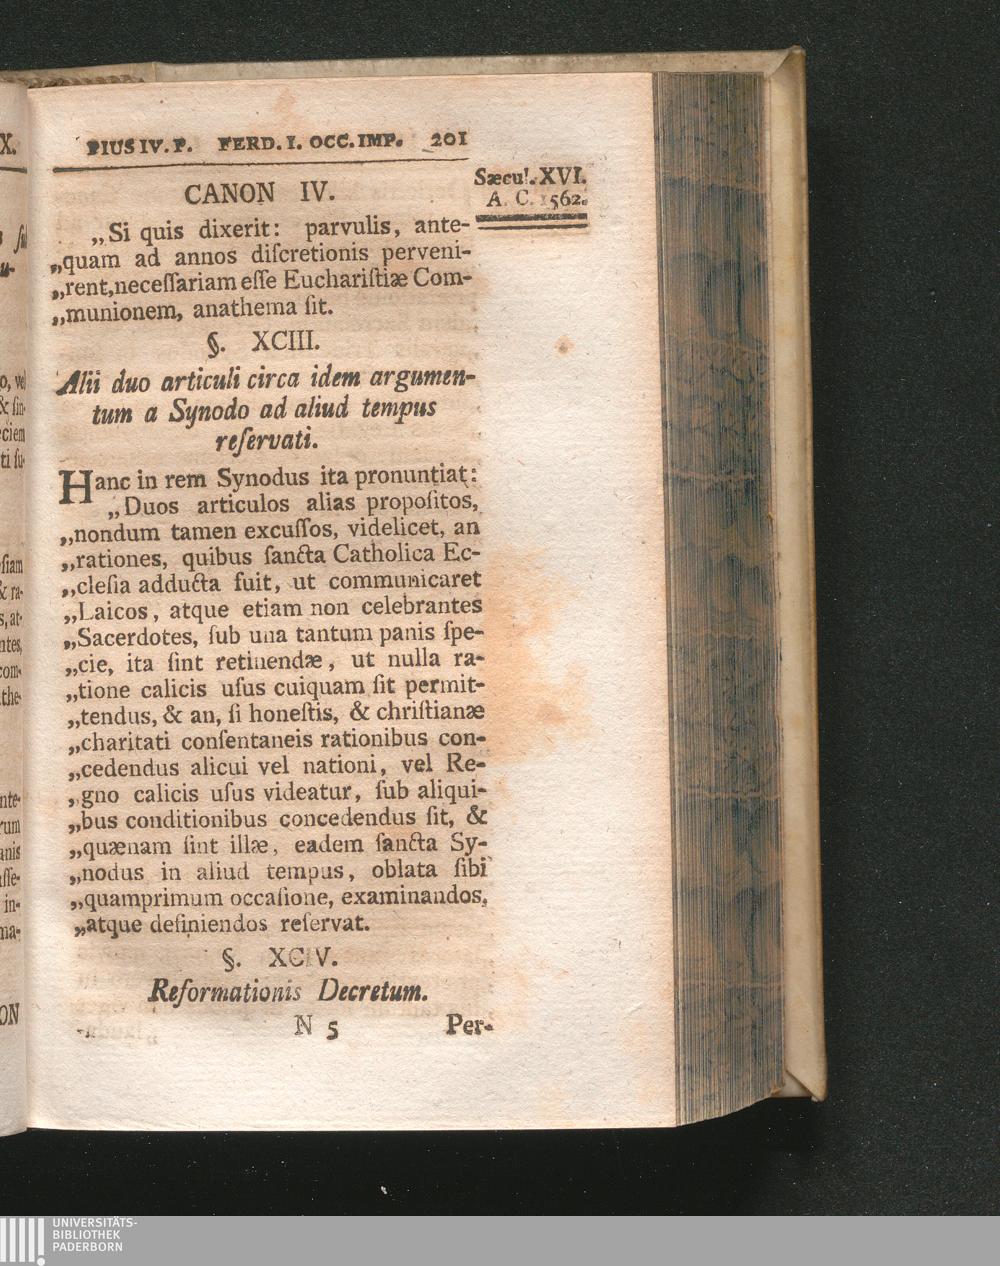 PIUS IV. P. FERD. I. OCC. IMP. 201
Sæcul. XVI.
A. C. 1562.
CANON IV.
„Si quis dixerit: parvulis, ante-
„quam ad annos diſcretionis perveni-
„rent, neceſſariam eſſe Euchariſtiæ Com-
„munionem, anathema ſit.
§. XCIII.
Alii duo articuli circa idem argumen-
tum a Synodo ad aliud tempus
reſervati.
Hanc in rem Synodus ita pronuntiat:
„Duos articulos alias propoſitos,
„nondum tamen excuſſos, videlicet, an
„rationes, quibus ſancta Catholica Ec-
„cleſia adducta fuit, ut communicaret
„Laicos, atque etiam non celebrantes
„Sacerdotes, ſub una tantum panis ſpe-
„cie, ita ſint retinendæ, ut nulla ra-
„tione calicis uſus cuiquam ſit permit-
„tendus, & an, ſi honeſtis, & chriſtianæ
„charitati conſentaneis rationibus con-
„cedendus alicui vel nationi, vel Re-
„gno calicis uſus videatur, ſub aliqui-
„bus conditionibus concedendus ſit, &
„quænam ſint illæ, eadem ſancta Sy-
„nodus in aliud tempus, oblata ſibi
„quamprimum occaſione, examinandos,
„atque definiendos reſervat.
§. XCIV.
Reformationis Decretum.
N 5 Per-
UNIVERSITÄTS-
BIBLIOTHEK
PADERBORN